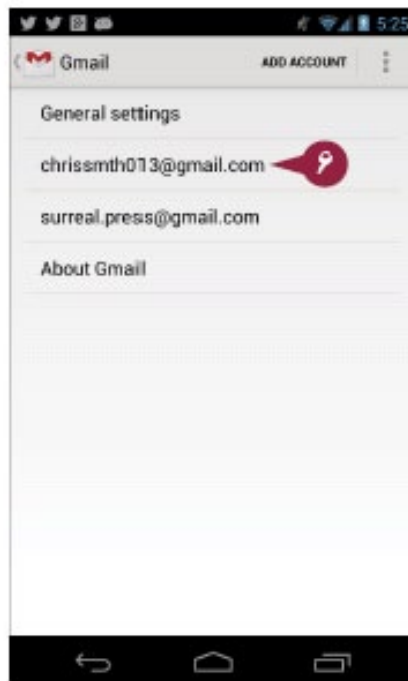 5:25
Gmail ADD ACCOUNT
General settings
chrissmth013@gmail.com 9
surreal.press@gmail.com
About Gmail